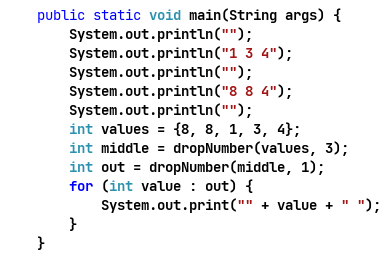 public static void main(String args) {
System.out.println("");
System.out.println("1 3 4");
System.out.println("");
System.out.println("8 8 4");
System.out.println("");
int values = {8, 8, 1, 3, 4};
int middle = dropNumber(values, 3);
int out = dropNumber(middle, 1);
for (int value : out) {
System.out.print("" + value + " ");
}
}